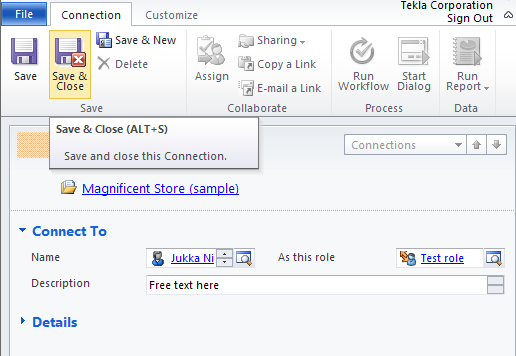 Tekla Corporation
File Connection Customize Sign Out
Save
Save & Close
Save & New
Delete
Save
Assign
Sharing
Copy a Link
E-mail a Link
Collaborate
Run Workflow
Start Dialog
Process
Run Report
Data
Save & Close (ALT+S)
Save and close this Connection.
Connections
Magnificent Store (sample)
Connect To
Name Jukka Ni As this role Test role
Description Free text here
Details